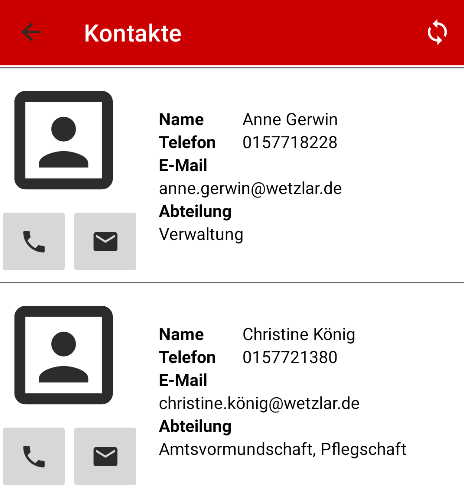 Kontakte
Name Anne Gerwin
Telefon 0157718228
E-Mail
anne.gerwin@wetzlar.de
Abteilung
Verwaltung
Name Christine König
Telefon 0157721380
E-Mail
christine.könig@wetzlar.de
Abteilung
Amtsvormundschaft, Pflegschaft